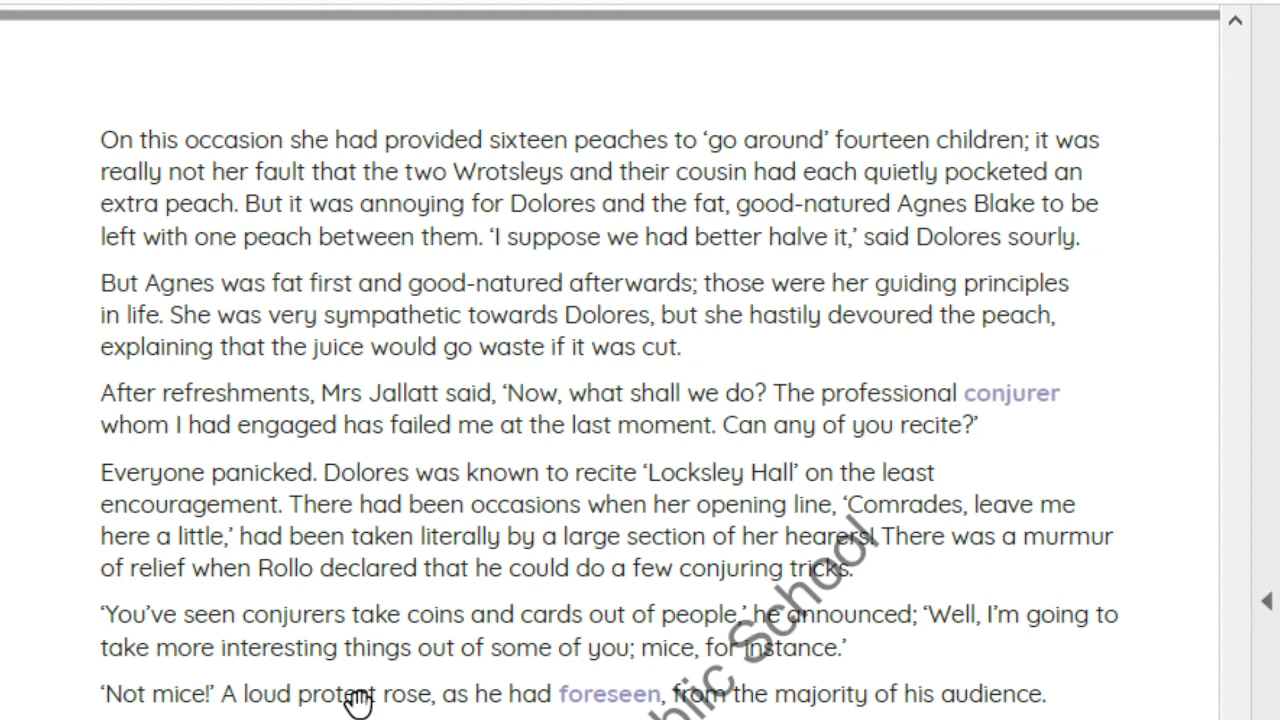 On this occasion she had provided sixteen peaches to ‘go around’ fourteen children; it was
really not her fault that the two Wrotsleys and their cousin had each quietly pocketed an
extra peach. But it was annoying for Dolores and the fat, good-natured Agnes Blake to be
left with one peach between them. ‘I suppose we had better halve it,’ said Dolores sourly.
But Agnes was fat first and good-natured afterwards; those were her guiding principles
in life. She was very sympathetic towards Dolores, but she hastily devoured the peach,
explaining that the juice would go waste if it was cut.
After refreshments, Mrs Jallatt said, ‘Now, what shall we do? The professional conjurer
whom I had engaged has failed me at the last moment. Can any of you recite?’
Everyone panicked. Dolores was known to recite ‘Locksley Hall’ on the least
encouragement. There had been occasions when her opening line, ‘Comrades, leave me
here a little,’ had been taken literally by a large section of her hearers! There was a murmur
of relief when Rollo declared that he could do a few conjuring tricks.
‘You’ve seen conjurers take coins and cards out of people,’ he announced; ‘Well, I’m going to
take more interesting things out of some of you; mice, for instance.’
‘Not mice!’ A loud protest rose, as he had foreseen, from the majority of his audience.
blic School